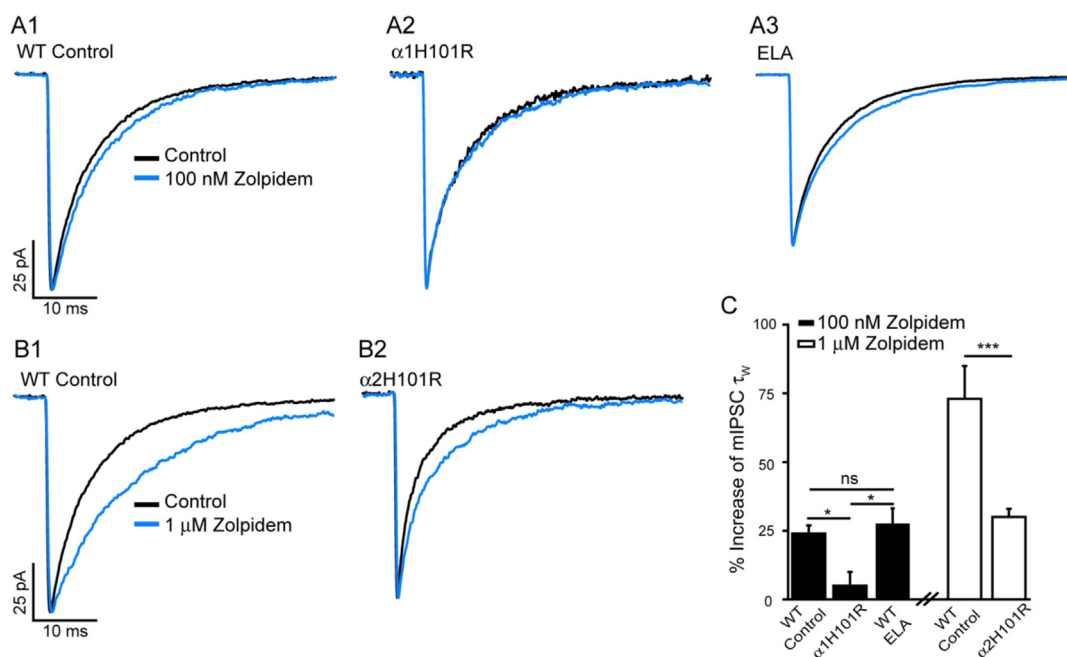 A1
WT Control
Control
100 nM Zolpidem
25 pA
10 ms
A2
α1H101R
A3
ELA
B1
WT Control
Control
1 μM Zolpidem
25 pA
10 ms
B2
α2H101R
C
100 nM Zolpidem
1 μM Zolpidem
% Increase of mIPSC τw
100
75
50
25
0
ns
*
*
***
WT
Control
α1H101R
WT
ELA
WT
Control
α2H101R